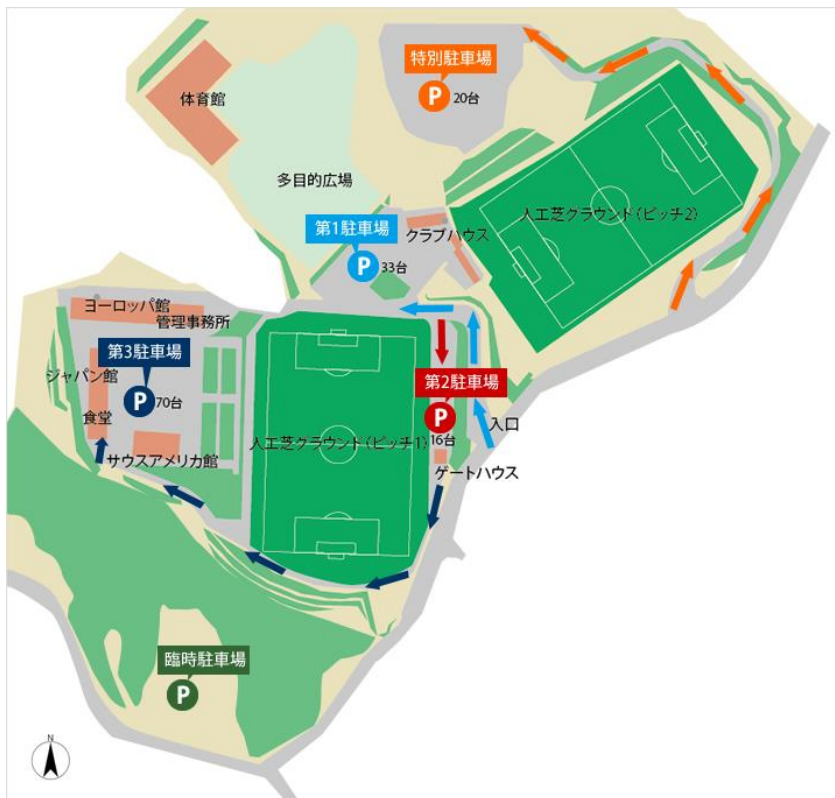 特別駐車場
P 20台
体育館
多目的広場
人工芝グラウンド(ピッチ2)
第1駐車場
クラブハウス
P 33台
ヨーロッパ館
管理事務所
第3駐車場
ジャパン館
P 70台
食堂
サウスアメリカ館
第2駐車場
P
16台
入口
人工芝グラウンド(ピッチ1)
ゲートハウス
臨時駐車場
P
N